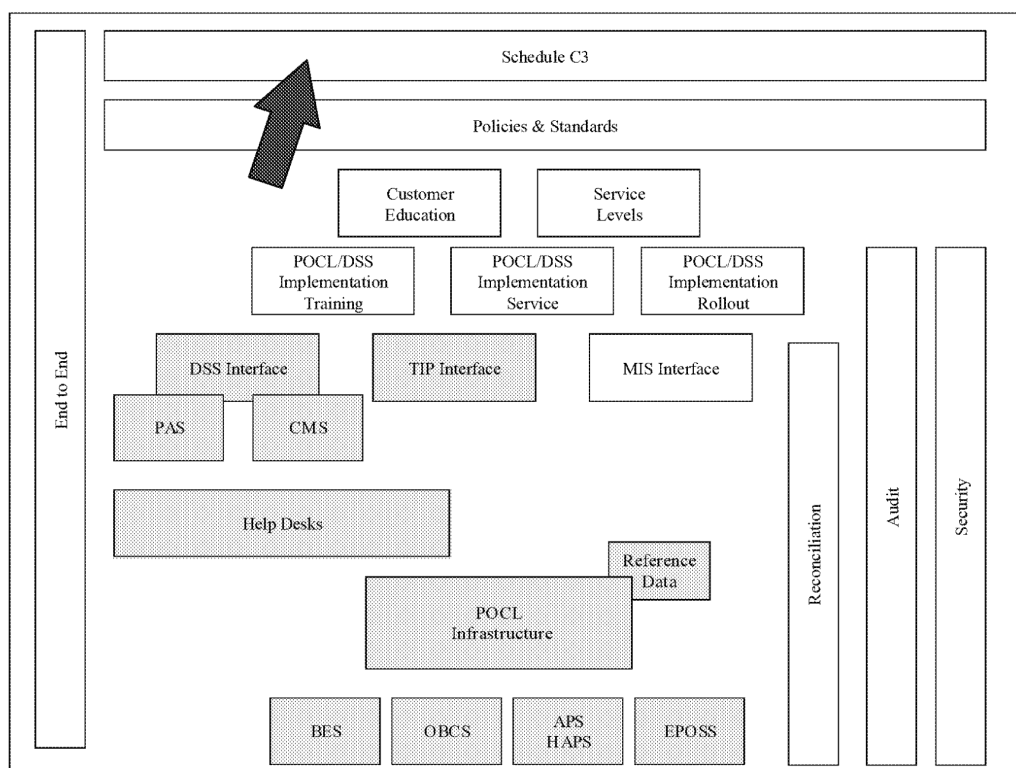 Schedule C3
Policies & Standards
Customer
Education
Service
Levels
POCL/DSS
Implementation
Training
POCL/DSS
Implementation
Service
POCL/DSS
Implementation
Rollout
DSS Interface
TIP Interface
MIS Interface
PAS
CMS
End to End
Help Desks
Reference
Data
POCL
Infrastructure
Reconciliation
Audit
Security
BES
OBCS
APS
HAPS
EPOSS